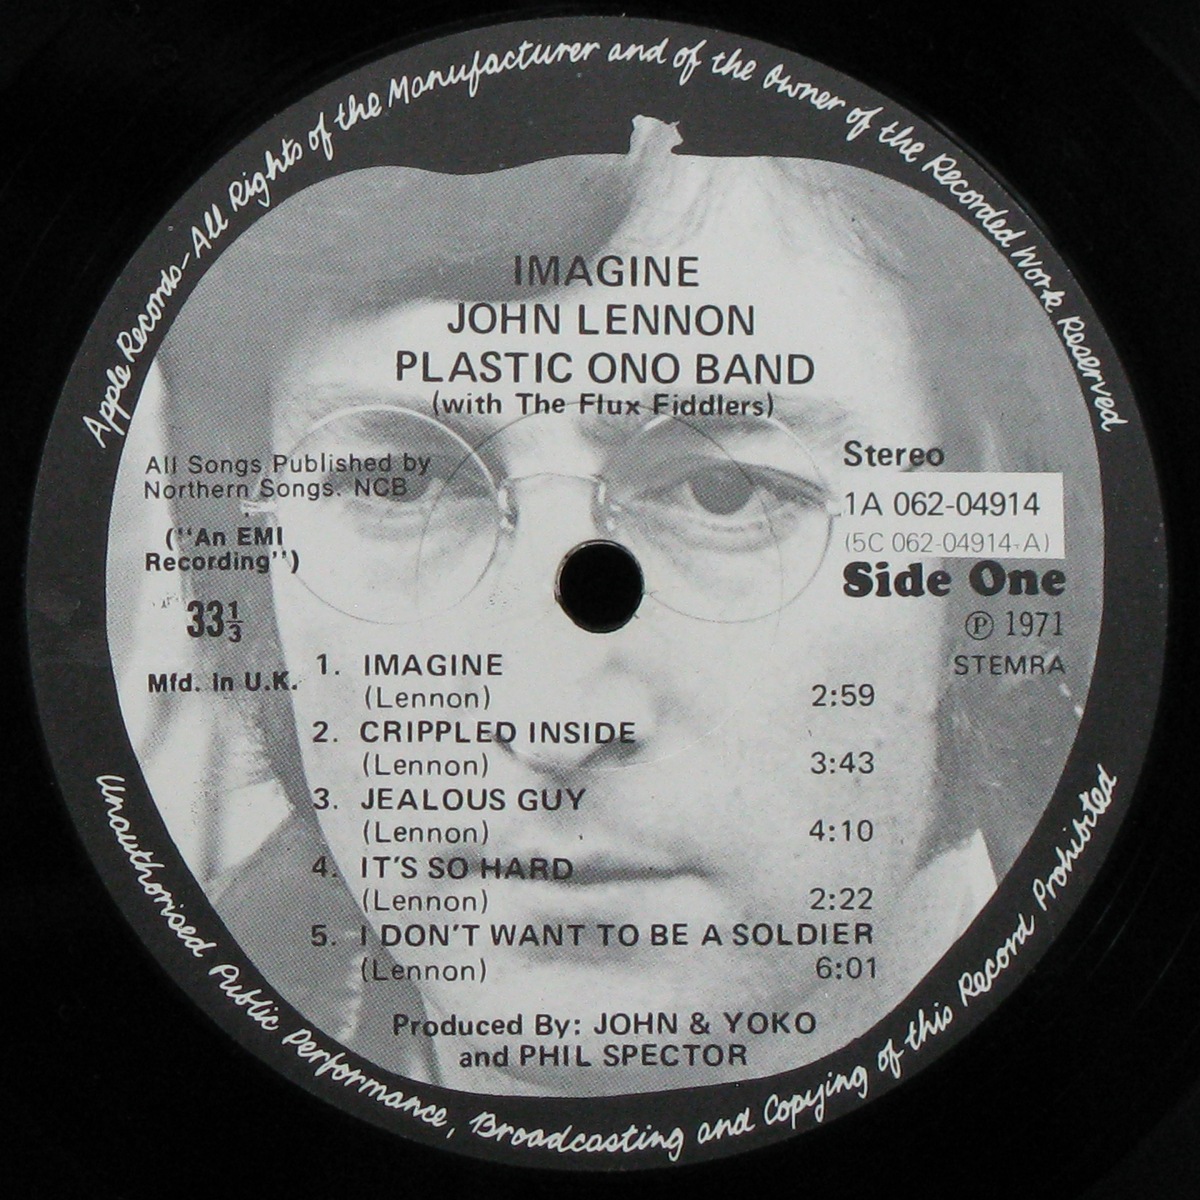 Apple Records-All Rights of the Manufacturer and of the Owner of the Recorded Work Reserved
IMAGINE
JOHN LENNON
PLASTIC ONO BAND
(with The Flux Fiddlers)
All Songs Published by
Northern Songs. NCB
(''An EMI
Recording'')
33⅓
Mfd. in U.K.
Stereo
1A 062-04914
(5C 062-04914-A)
Side One
℗ 1971
STEMRA
1. IMAGINE
(Lennon) 2:59
2. CRIPPLED INSIDE
(Lennon) 3:43
3. JEALOUS GUY
(Lennon) 4:10
4. IT'S SO HARD
(Lennon) 2:22
5. I DON'T WANT TO BE A SOLDIER
(Lennon) 6:01
Produced By: JOHN & YOKO
and PHIL SPECTOR
Unauthorised Public Performance, Broadcasting and Copying of this Record Prohibited